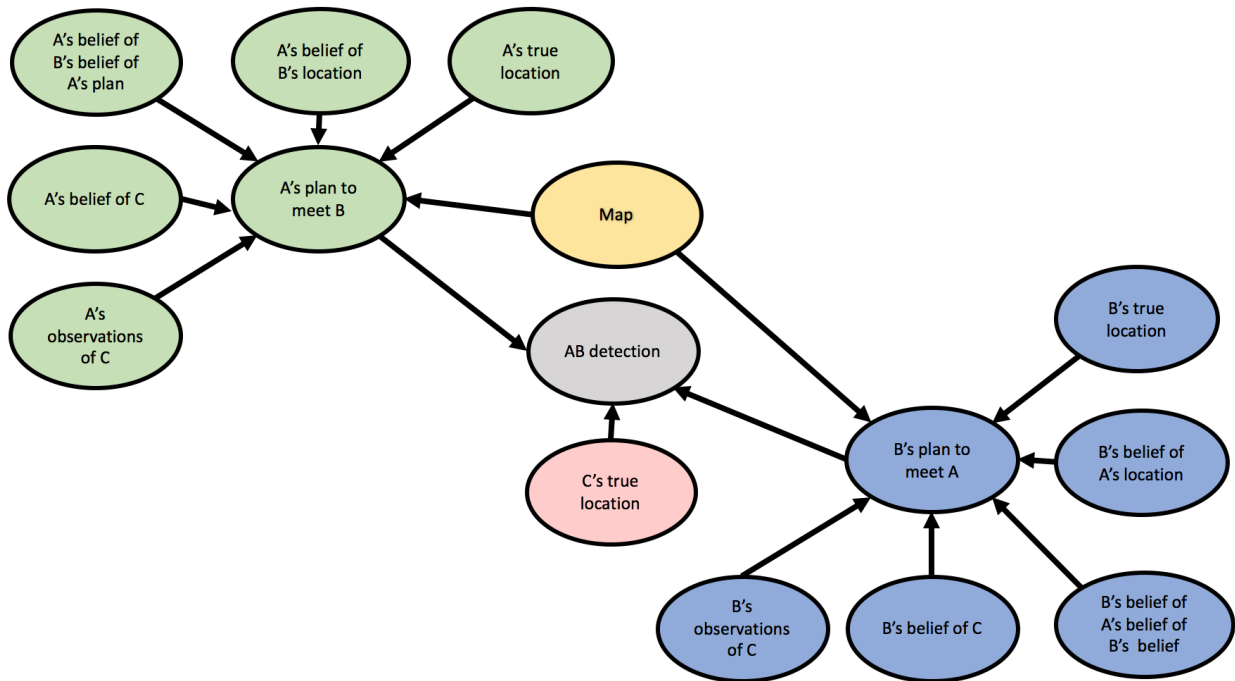 A’s belief of
B’s belief of
A’s plan
A’s belief of
B’s location
A’s true
location
A’s belief of C
A’s plan to
meet B
Map
A’s
observations
of C
AB detection
B’s true
location
B’s plan to
meet A
B’s belief of
A’s location
C’s true
location
B’s
observations
of C
B’s belief of C
B’s belief of
A’s belief of
B’s belief